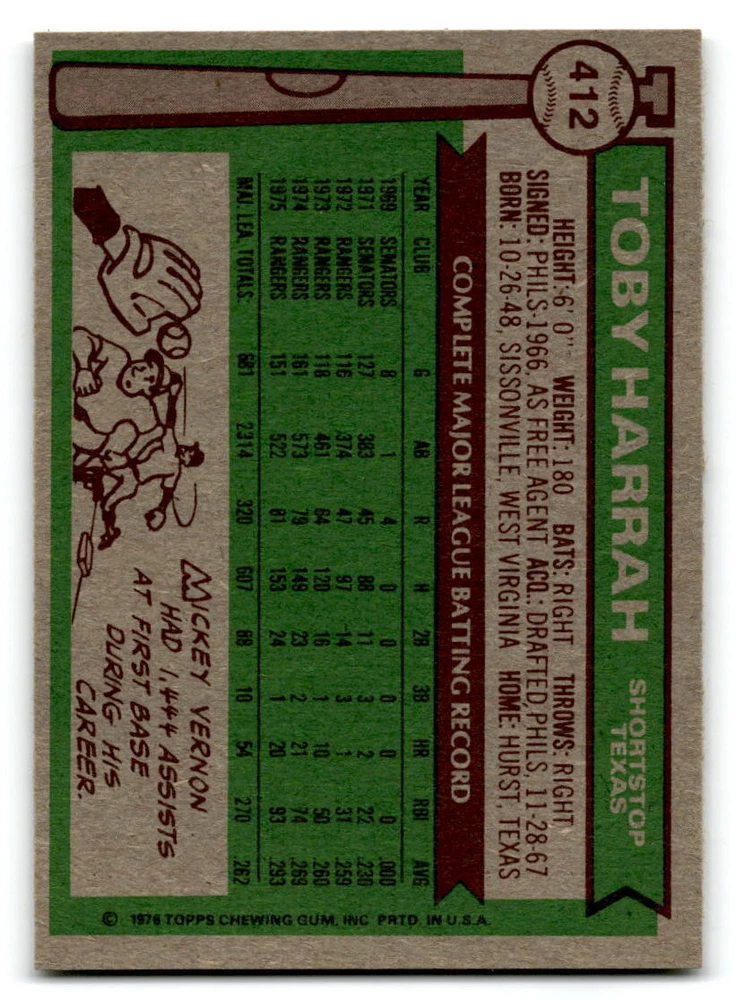 412
TOBY HARRAH
SHORTSTOP
TEXAS
HEIGHT: 6' 0" WEIGHT: 180 BATS: RIGHT THROWS: RIGHT
SIGNED: PHILS-1966, AS FREE AGENT ACQ.: DRAFTED, PHILS, 11-28-67
BORN: 10-26-48, SISSONVILLE, WEST VIRGINIA HOME: HURST, TEXAS
COMPLETE MAJOR LEAGUE BATTING RECORD
YEAR CLUB G AB R H 2B 3B HR RBI AVG
1969 SENATORS 8 1 4 0 0 0 0 0 .000
1971 SENATORS 127 383 45 88 11 3 2 22 .230
1972 RANGERS 116 374 47 97 14 3 1 31 .259
1973 RANGERS 118 461 64 120 16 1 10 50 .260
1974 RANGERS 161 573 79 149 23 2 21 74 .260
1975 RANGERS 151 522 81 153 24 1 20 93 .293
MAJ. LEA. TOTALS 681 2314 320 607 88 10 54 270 .262
MICKEY VERNON
HAD 1,444 ASSISTS
AT FIRST BASE
DURING HIS
CAREER.
© 1976 TOPPS CHEWING GUM, INC. PRTD. IN U.S.A.